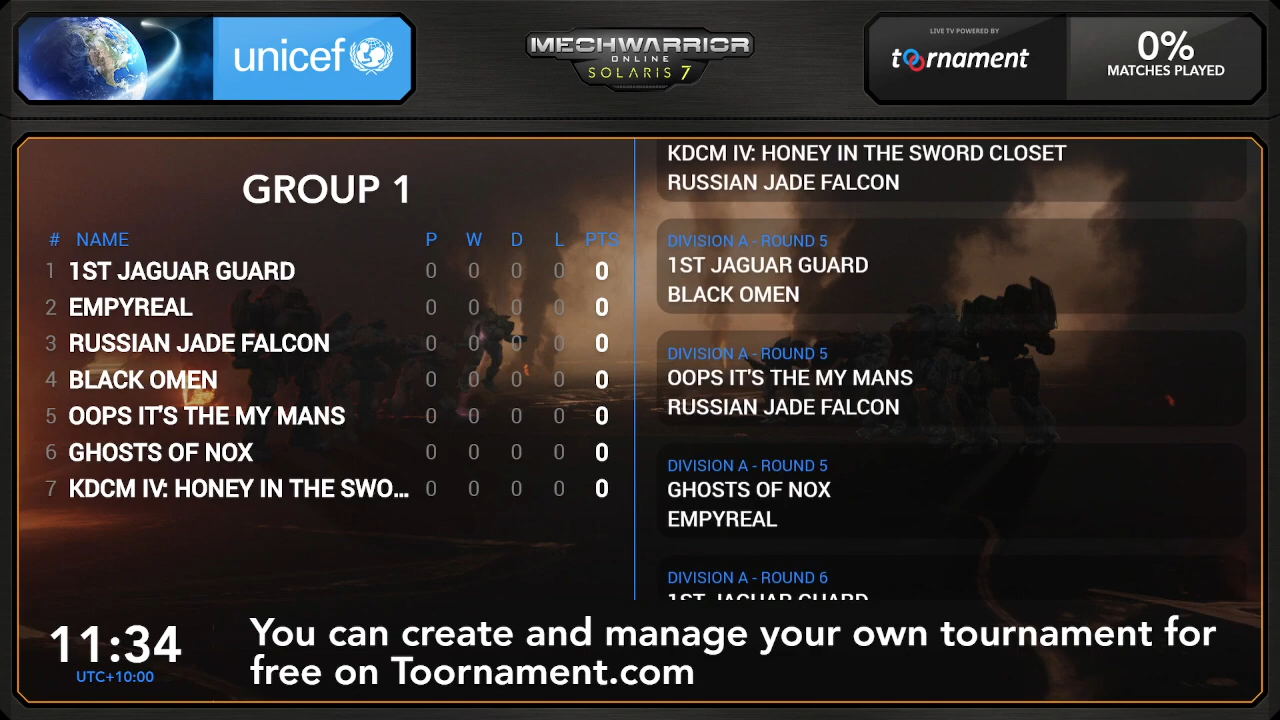 unicef
MECHWARRIOR
ONLINE
SOLARIS 7
LIVE TV POWERED BY
toornament
0%
MATCHES PLAYED
GROUP 1
# NAME P W D L PTS
1 1ST JAGUAR GUARD 0 0 0 0 0
2 EMPYREAL 0 0 0 0 0
3 RUSSIAN JADE FALCON 0 0 0 0 0
4 BLACK OMEN 0 0 0 0 0
5 OOPS IT'S THE MY MANS 0 0 0 0 0
6 GHOSTS OF NOX 0 0 0 0 0
7 KDCM IV: HONEY IN THE SWO... 0 0 0 0 0
KDCM IV: HONEY IN THE SWORD CLOSET
RUSSIAN JADE FALCON
DIVISION A - ROUND 5
1ST JAGUAR GUARD
BLACK OMEN
DIVISION A - ROUND 5
OOPS IT'S THE MY MANS
RUSSIAN JADE FALCON
DIVISION A - ROUND 5
GHOSTS OF NOX
EMPYREAL
DIVISION A - ROUND 6
1ST JAGUAR GUARD
11:34
UTC+10:00
You can create and manage your own tournament for
free on Toornament.com